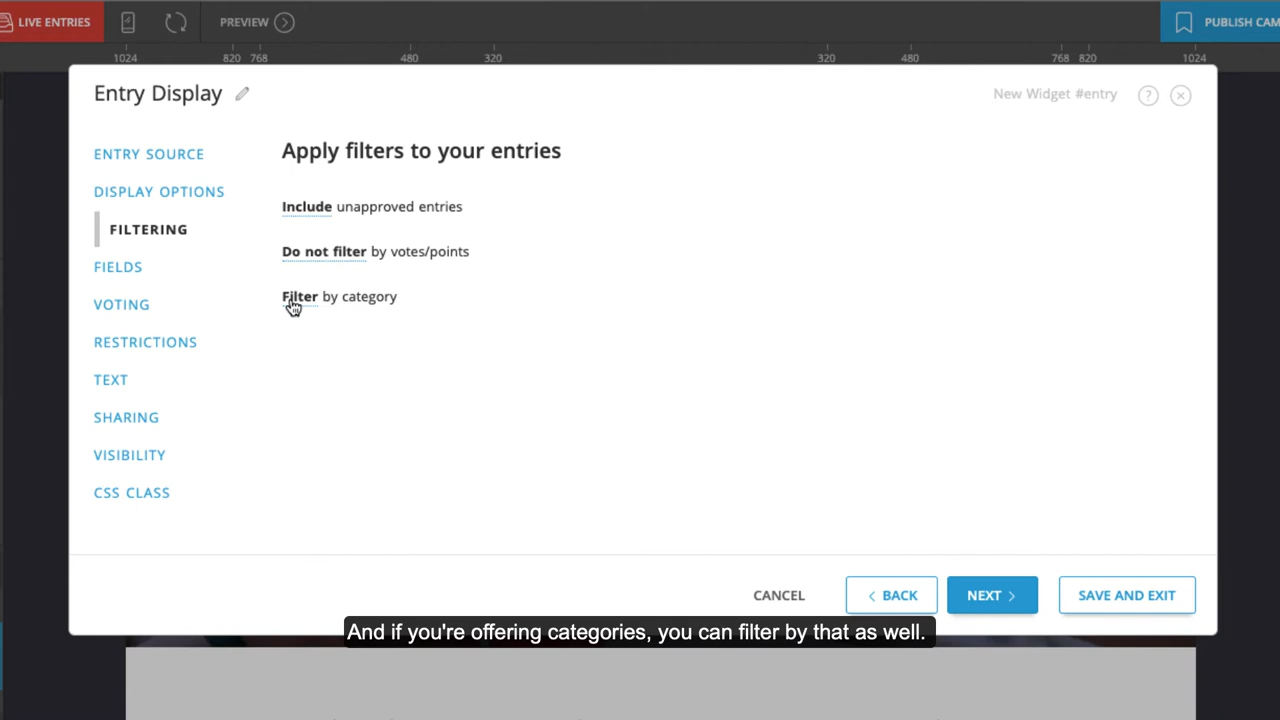 LIVE ENTRIES
PREVIEW
PUBLISH CAM
1024 820 768 480 320 320 480 768 820 1024
Entry Display
New Widget #entry ?
ENTRY SOURCE
DISPLAY OPTIONS
FILTERING
FIELDS
VOTING
RESTRICTIONS
TEXT
SHARING
VISIBILITY
CSS CLASS
Apply filters to your entries
Include unapproved entries
Do not filter by votes/points
Filter by category
CANCEL
BACK
NEXT
SAVE AND EXIT
And if you're offering categories, you can filter by that as well.